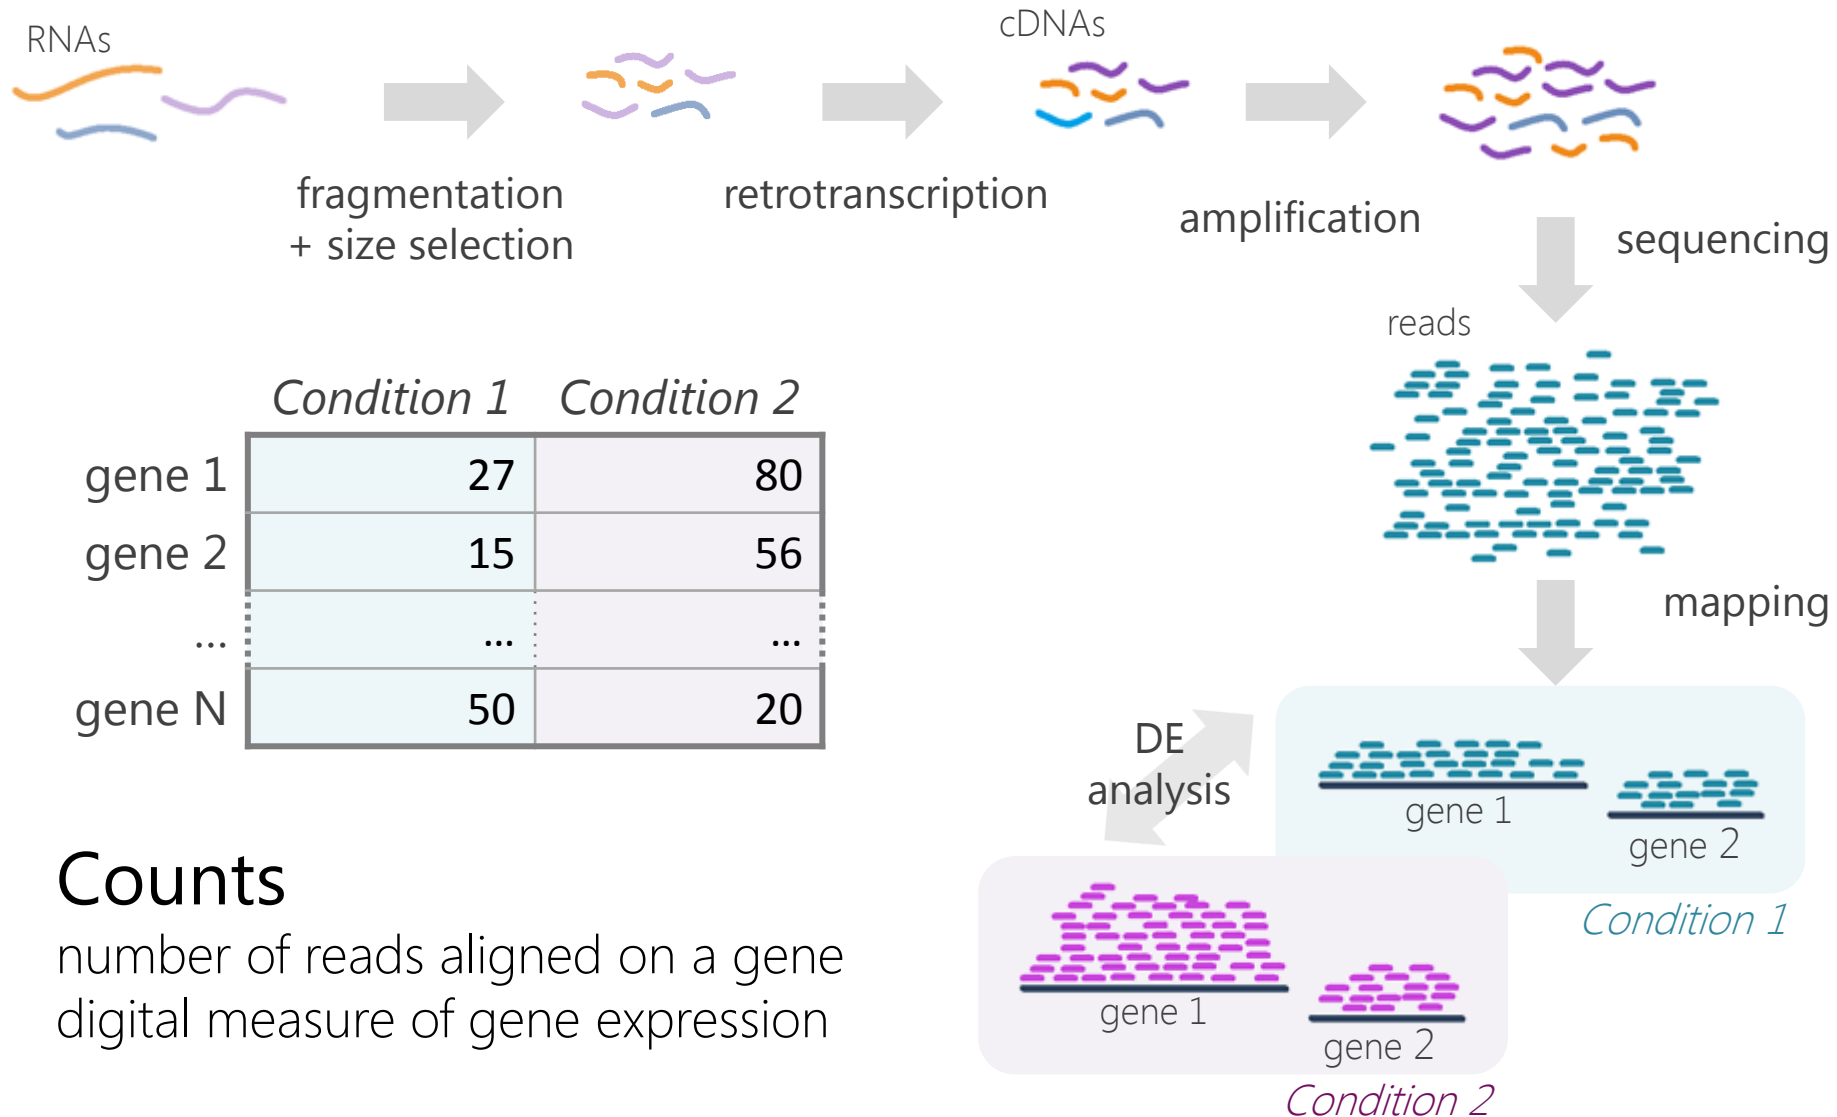 RNAs
cDNAs
fragmentation
+ size selection
retrotranscription
amplification
sequencing
reads
Condition 1 Condition 2
gene 1 27 80
gene 2 15 56
... ... ...
gene N 50 20
mapping
DE
analysis
gene 1
gene 2
Condition 1
gene 1
gene 2
Condition 2
Counts
number of reads aligned on a gene
digital measure of gene expression